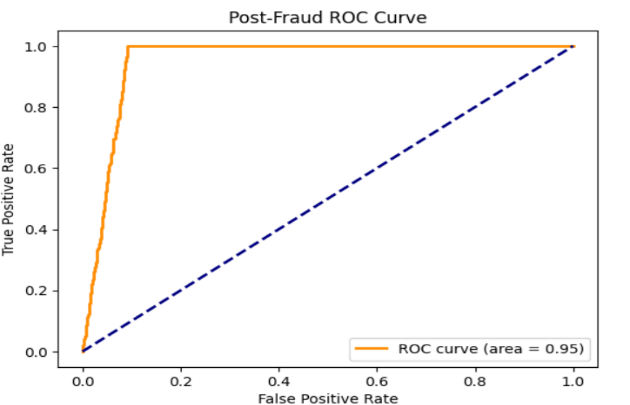 Post-Fraud ROC Curve
1.0
0.8
0.6
0.4
0.2
0.0
True Positive Rate
ROC curve (area = 0.95)
0.0 0.2 0.4 0.6 0.8 1.0
False Positive Rate